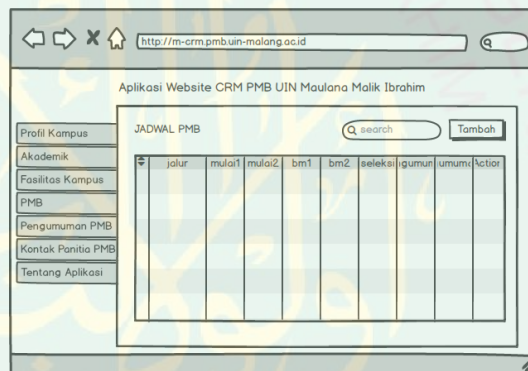 http://m-crm.pmb.uin-malang.ac.id
Aplikasi Website CRM PMB UIN Maulana Malik Ibrahim
JADWAL PMB
search
Tambah
Profil Kampus
Akademik
Fasilitas Kampus
PMB
Pengumuman PMB
Kontak Panitia PMB
Tentang Aplikasi
jalur mulai1 mulai2 bm1 bm2 seleksi